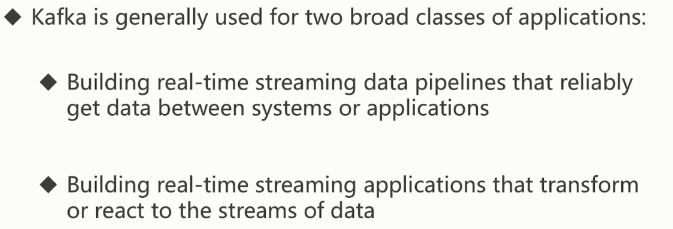 ◆ Kafka is generally used for two broad classes of applications:
◆ Building real-time streaming data pipelines that reliably
get data between systems or applications
◆ Building real-time streaming applications that transform
or react to the streams of data